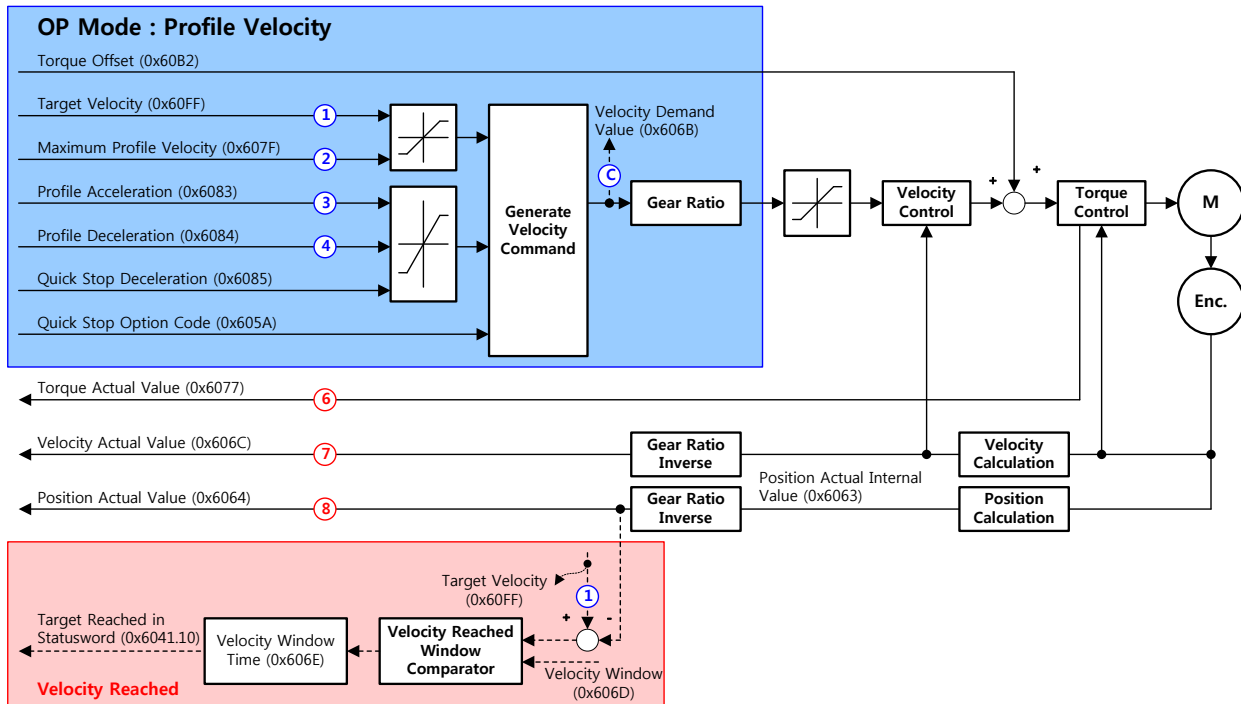 OP Mode : Profile Velocity
Torque Offset (0x60B2)
Target Velocity (0x60FF)
1
Maximum Profile Velocity (0x607F)
2
Profile Acceleration (0x6083)
3
Profile Deceleration (0x6084)
4
Quick Stop Deceleration (0x6085)
Quick Stop Option Code (0x605A)
Generate
Velocity
Command
Velocity Demand
Value (0x606B)
C
Gear Ratio
Velocity
Control
+
+
Torque
Control
M
Enc.
Torque Actual Value (0x6077)
6
Velocity Actual Value (0x606C)
7
Gear Ratio
Inverse
Velocity
Calculation
Position Actual Value (0x6064)
8
Gear Ratio
Inverse
Position Actual Internal
Value (0x6063)
Position
Calculation
Target Velocity
(0x60FF)
1
+
-
Target Reached in
Statusword (0x6041.10)
Velocity Window
Time (0x606E)
Velocity Reached
Window
Comparator
Velocity Window
(0x606D)
Velocity Reached